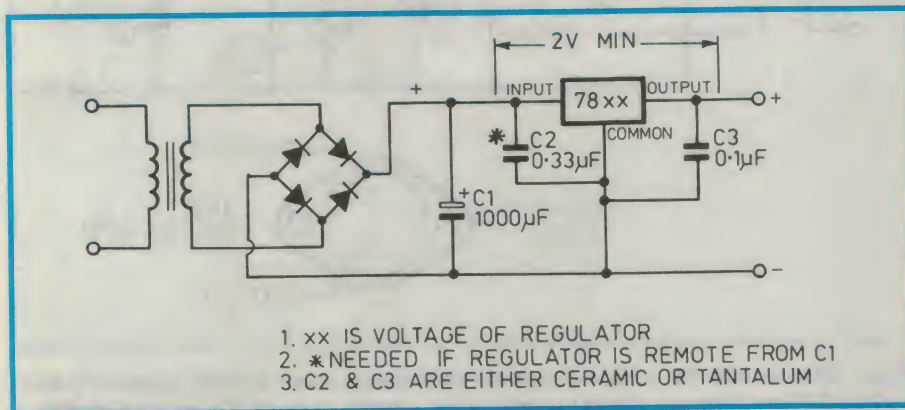 2V MIN
+
INPUT
78xx
OUTPUT
+
COMMON
*
C2
0·33µF
C3
0·1µF
+
C1
1000µF
-
1. xx IS VOLTAGE OF REGULATOR
2. *NEEDED IF REGULATOR IS REMOTE FROM C1
3. C2 & C3 ARE EITHER CERAMIC OR TANTALUM